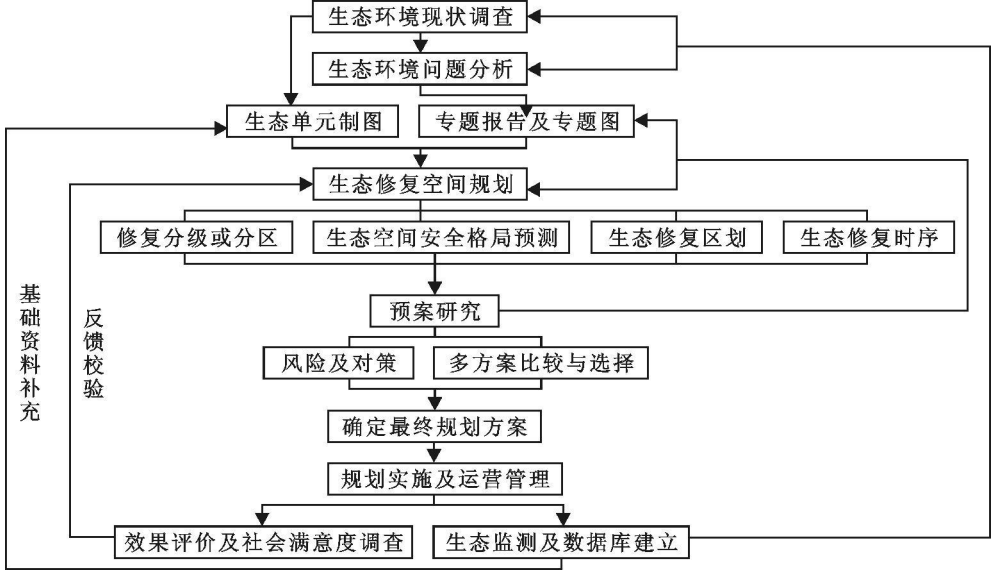 生态环境现状调查
生态环境问题分析
生态单元制图
专题报告及专题图
生态修复空间规划
修复分级或分区
生态空间安全格局预测
生态修复区划
生态修复时序
基础资料补充
反馈校验
预案研究
风险及对策
多方案比较与选择
确定最终规划方案
规划实施及运营管理
效果评价及社会满意度调查
生态监测及数据库建立